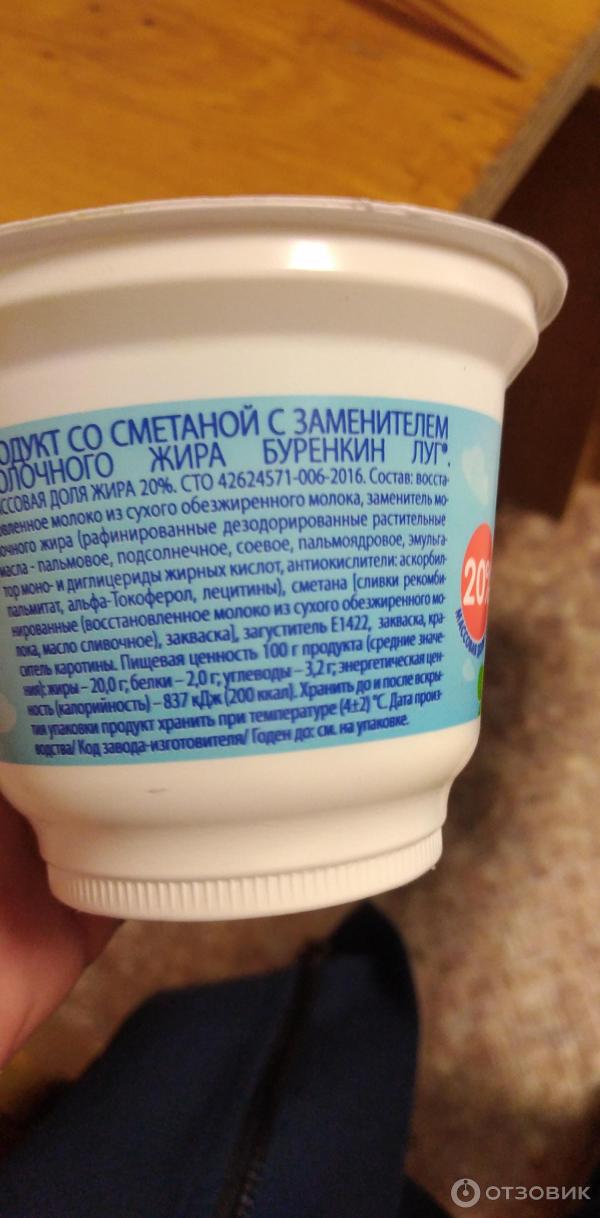 ОДУКТ СО СМЕТАНОЙ С ЗАМЕНИТЕЛЕМ
ОЛОЧНОГО ЖИРА БУРЕНКИН ЛУГ®.
ССОВАЯ ДОЛЯ ЖИРА 20%. СТО 42624571-006-2016. Состав: восста-
овленное молоко из сухого обезжиренного молока, заменитель мо-
очного жира (рафинированные дезодорированные растительные
масла - пальмовое, подсолнечное, соевое, пальмоядровое, эмульга-
тор моно- и диглицериды жирных кислот, антиокислители: аскорбил-
пальмитат, альфа-Токоферол, лецитины), сметана [сливки рекомби-
нированные (восстановленное молоко из сухого обезжиренного мо-
лока, масло сливочное), закваска], загуститель Е1422, закваска, кра-
ситель каротины. Пищевая ценность 100 г продукта (средние значе-
ния): жиры – 20,0 г; белки – 2,0 г; углеводы – 3,2 г; энергетическая цен-
ность (калорийность) – 837 кДж (200 ккал). Хранить до и после вскры-
тия упаковки продукт хранить при температуре (4±2) °С. Дата произ-
водства/ Код завода-изготовителя/ Годен до: см. на упаковке.
20%
ОТЗОВИК